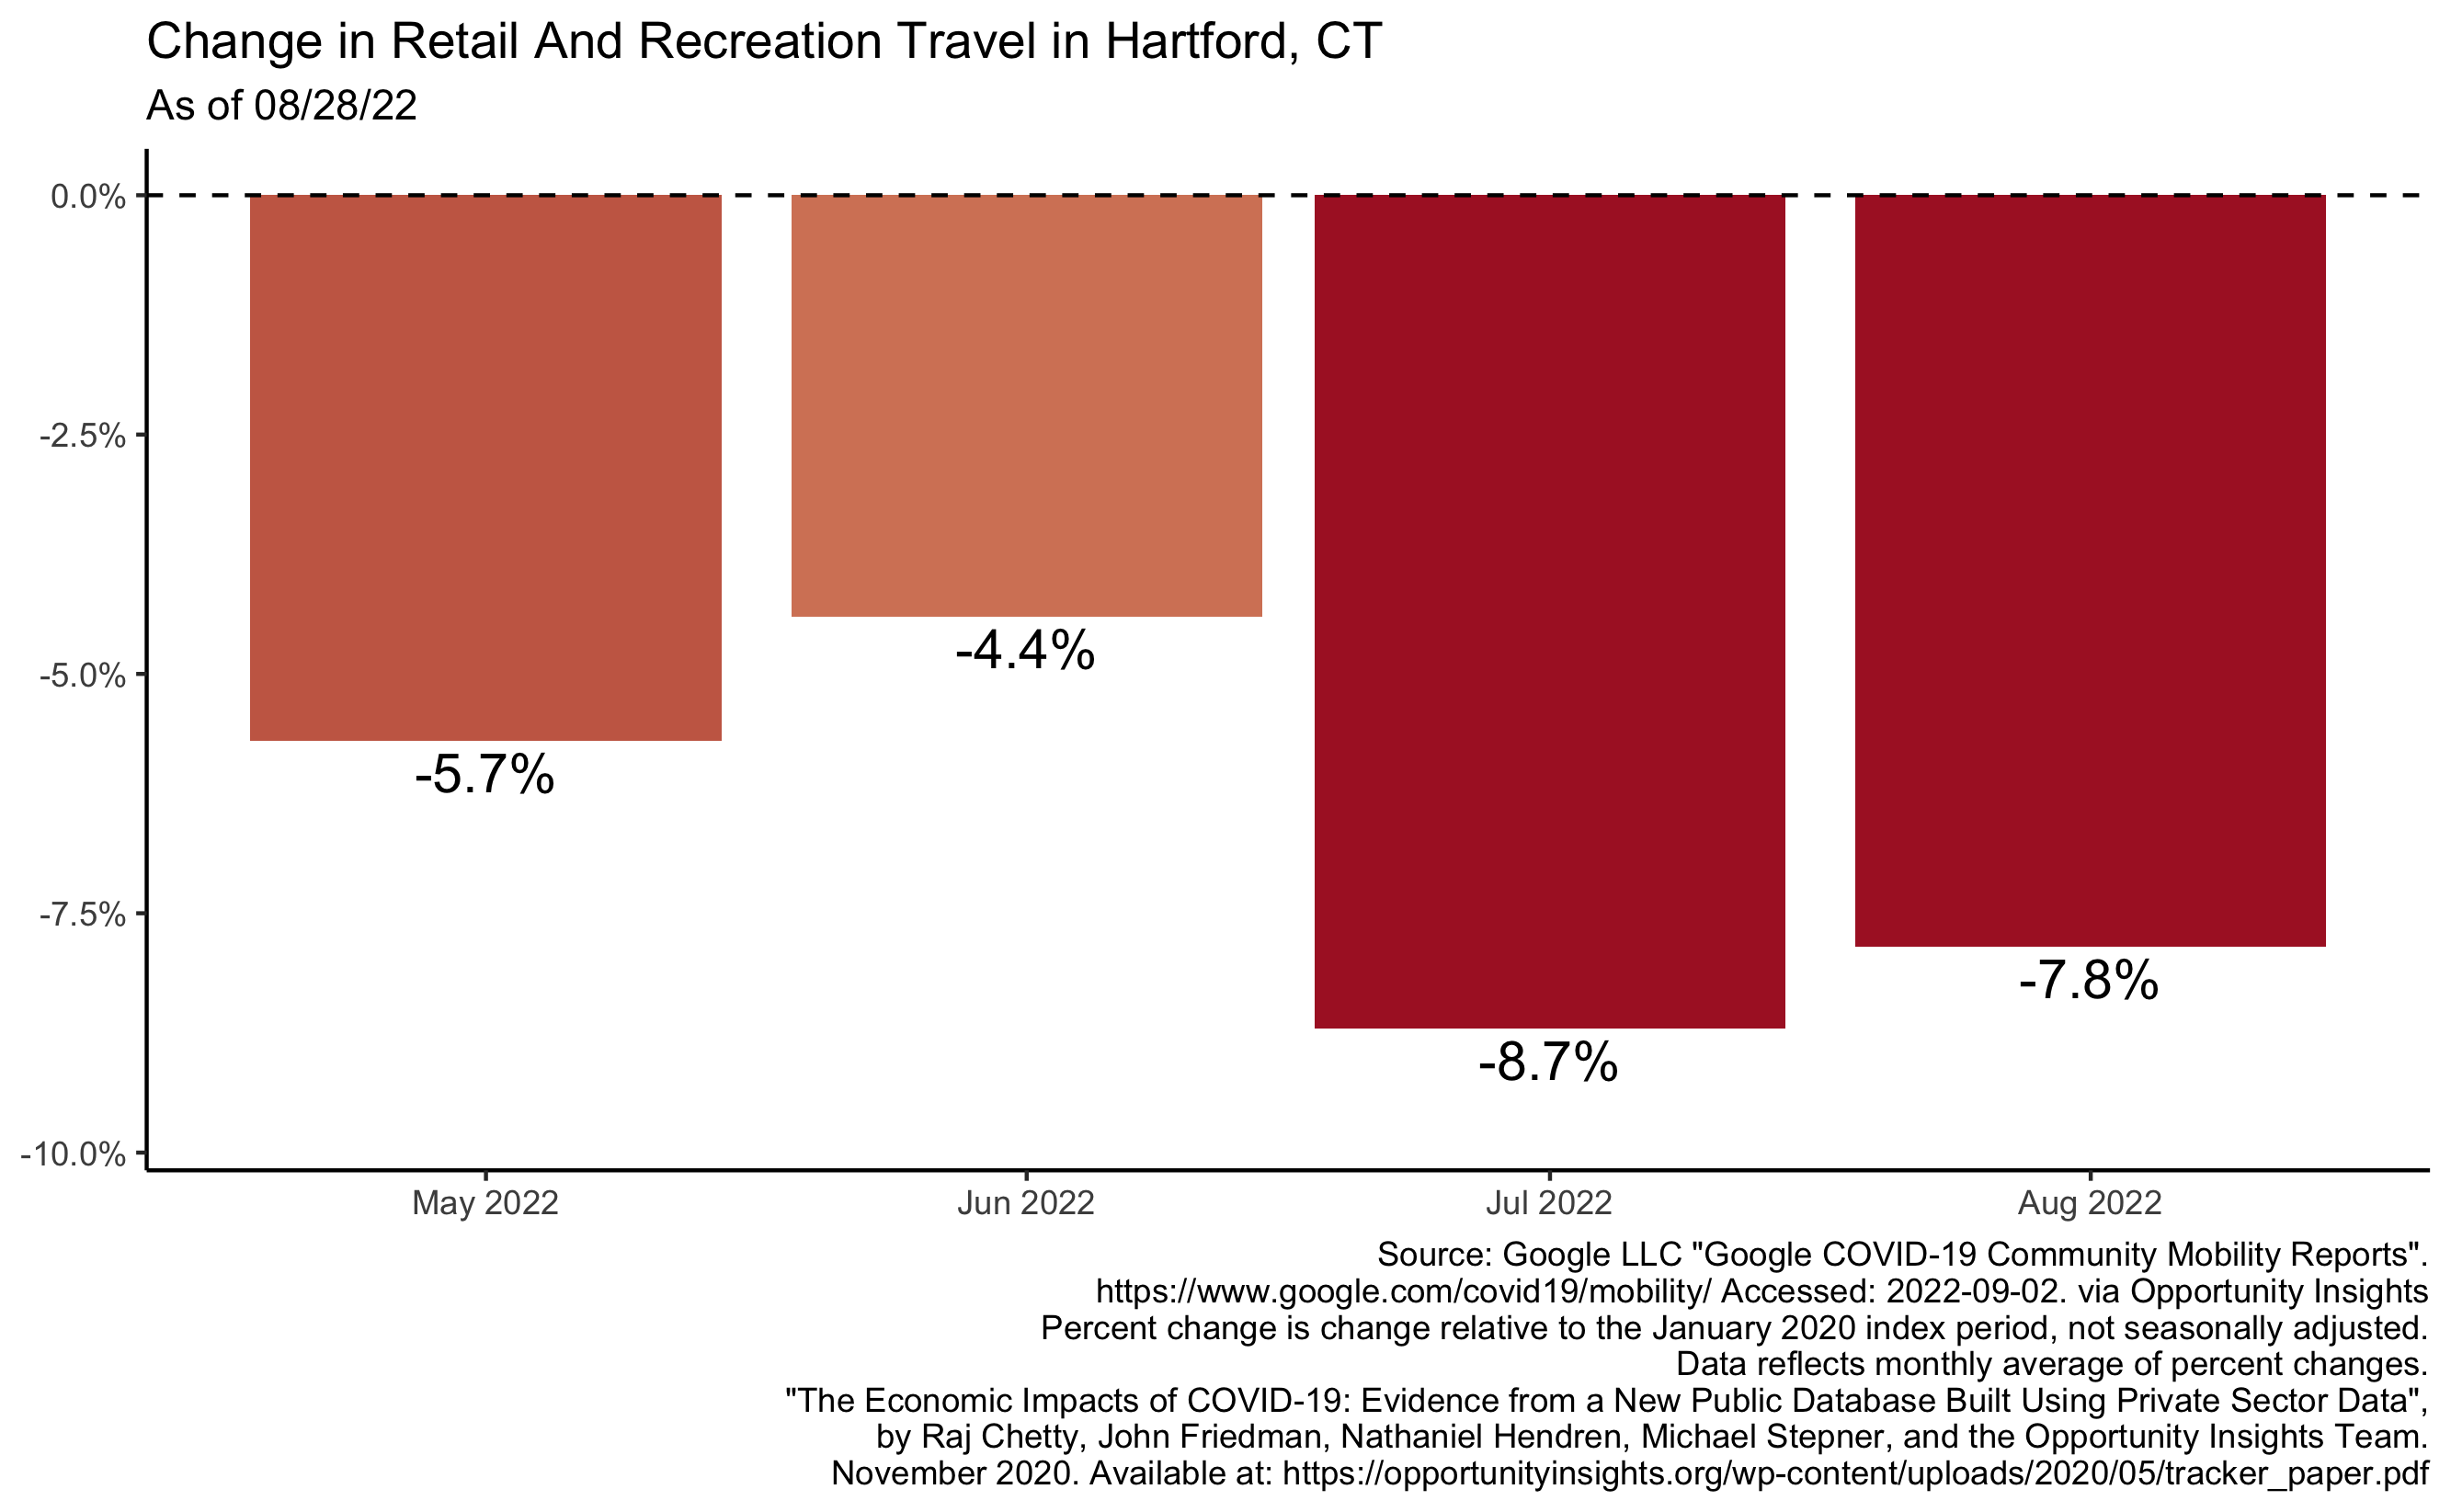 Change in Retail And Recreation Travel in Hartford, CT
As of 08/28/22
0.0%
-2.5%
-5.0%
-7.5%
-10.0%
-5.7%
-4.4%
-8.7%
-7.8%
May 2022
Jun 2022
Jul 2022
Aug 2022
Source: Google LLC "Google COVID-19 Community Mobility Reports".
https://www.google.com/covid19/mobility/ Accessed: 2022-09-02. via Opportunity Insights
Percent change is change relative to the January 2020 index period, not seasonally adjusted.
Data reflects monthly average of percent changes.
"The Economic Impacts of COVID-19: Evidence from a New Public Database Built Using Private Sector Data",
by Raj Chetty, John Friedman, Nathaniel Hendren, Michael Stepner, and the Opportunity Insights Team.
November 2020. Available at: https://opportunityinsights.org/wp-content/uploads/2020/05/tracker_paper.pdf